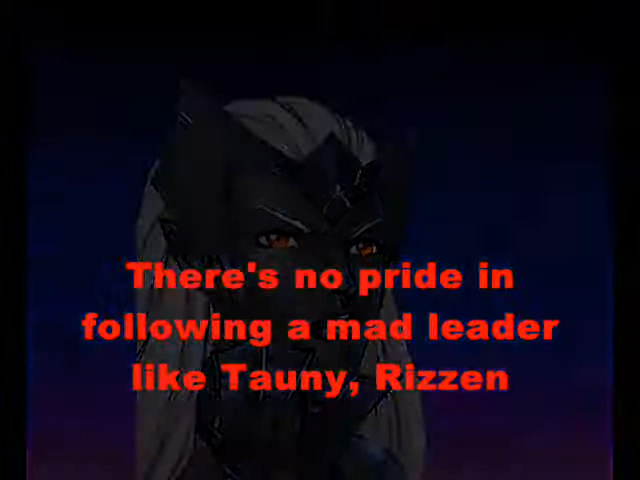 There's no pride in
following a mad leader
like Tauny, Rizzen